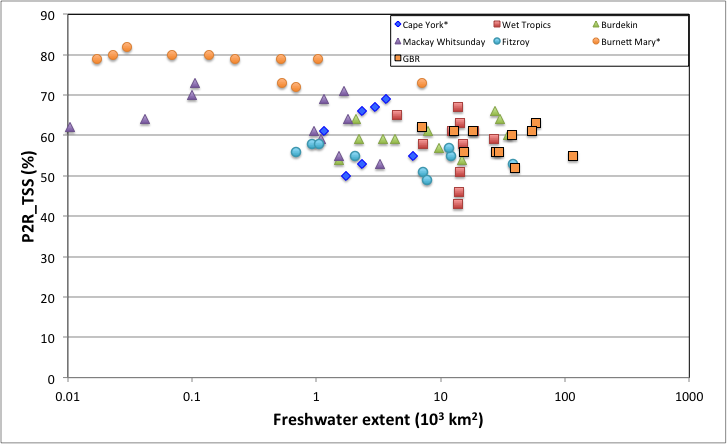 90
80
70
60
50
40
30
20
10
0
P2R_TSS (%)
Cape York* Wet Tropics Burdekin
Mackay Whitsunday Fitzroy Burnett Mary*
GBR
0.01 0.1 1 10 100 1000
Freshwater extent (10³ km²)